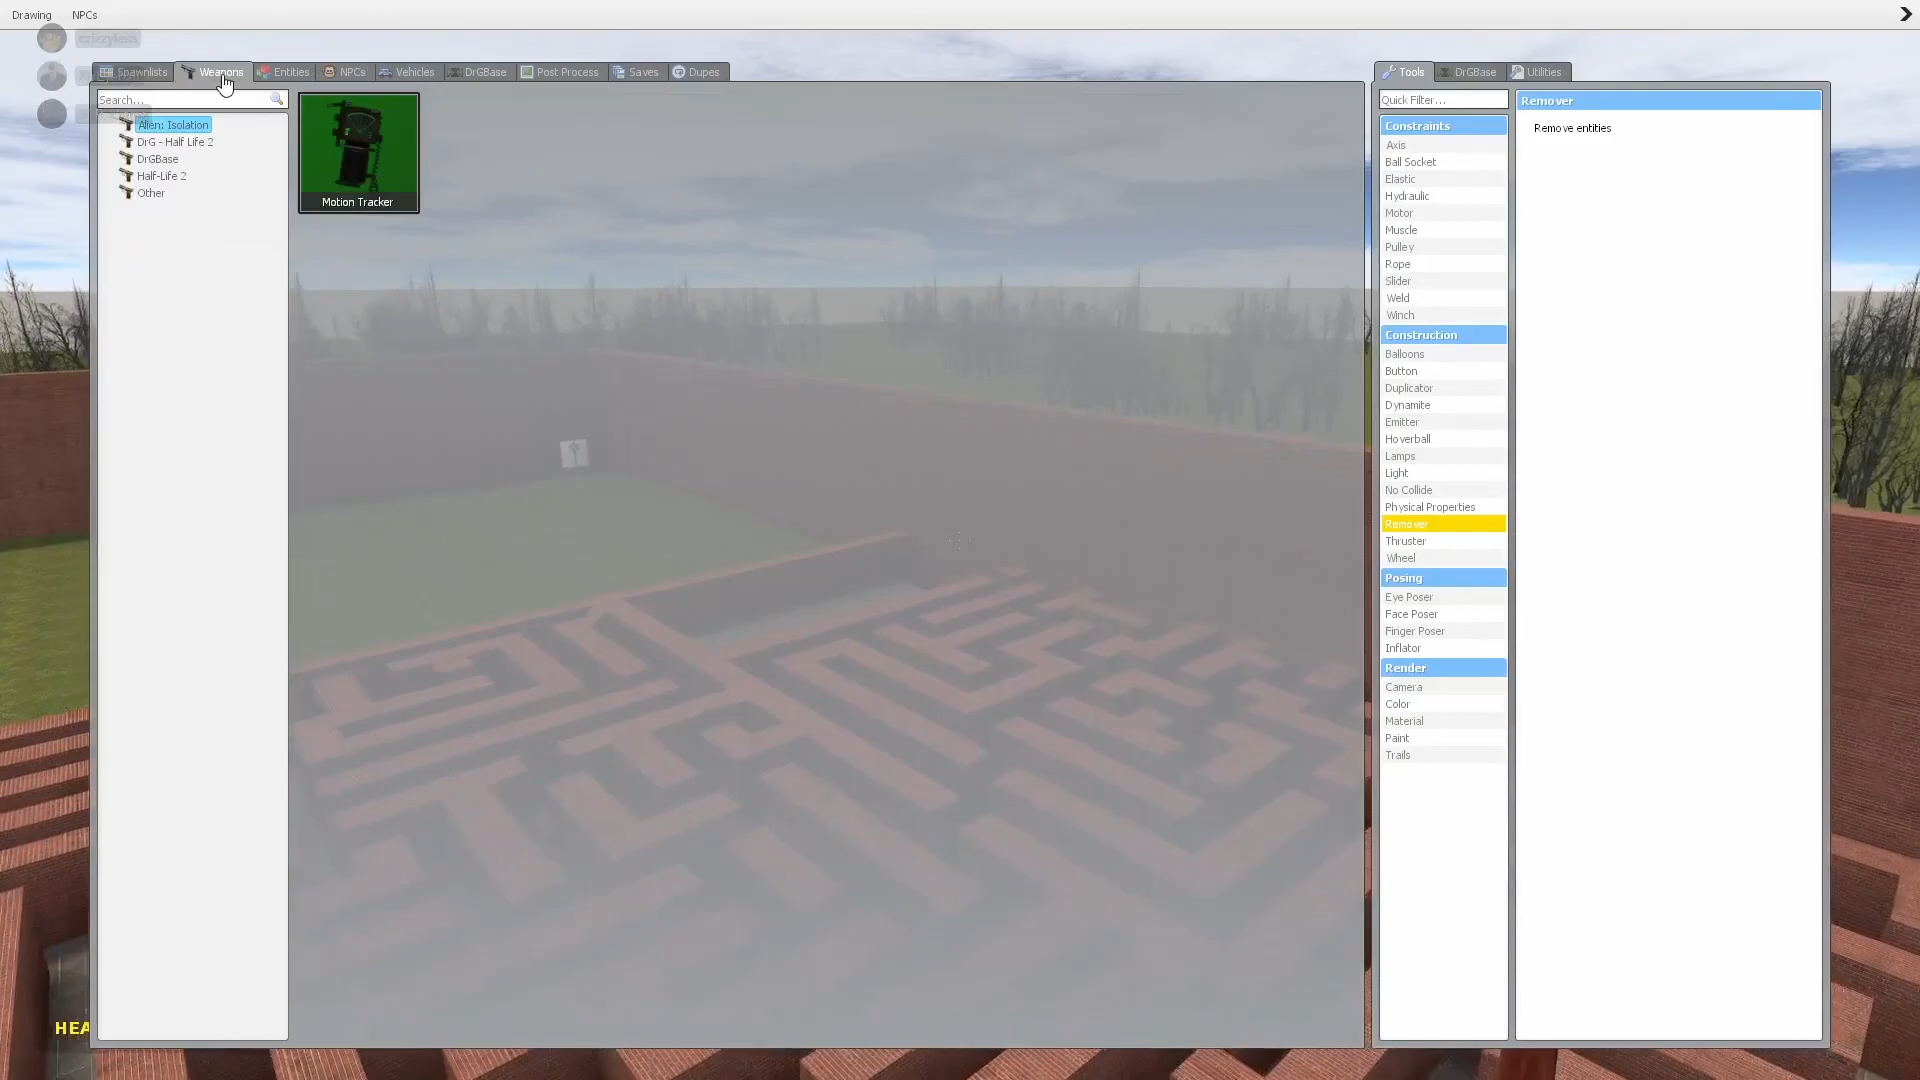 Drawing NPCs
crizzyless
Spawnlists Weapons Entities NPCs Vehicles DrGBase Post Process Saves Dupes
Search...
Alien: Isolation
DrG - Half Life 2
DrGBase
Half-Life 2
Other
Motion Tracker
HEA
Tools DrGBase Utilities
Quick Filter...
Constraints
Axis
Ball Socket
Elastic
Hydraulic
Motor
Muscle
Pulley
Rope
Slider
Weld
Winch
Construction
Balloons
Button
Duplicator
Dynamite
Emitter
Hoverball
Lamps
Light
No Collide
Physical Properties
Remover
Thruster
Wheel
Posing
Eye Poser
Face Poser
Finger Poser
Inflator
Render
Camera
Color
Material
Paint
Trails
Remover
Remove entities